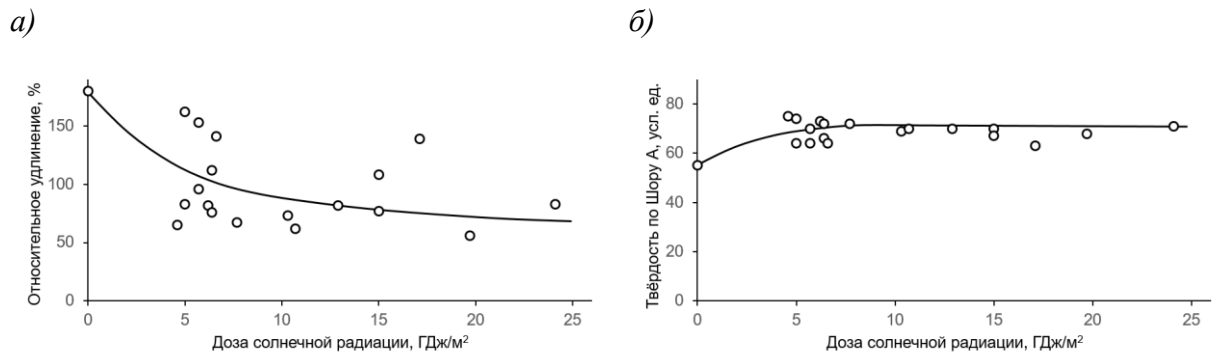 а)
Относительное удлинение, %
150
100
50
0
0 5 10 15 20 25
Доза солнечной радиации, ГДж/м²
б)
Твёрдость по Шору А, усл. ед.
80
60
40
20
0
0 5 10 15 20 25
Доза солнечной радиации, ГДж/м²